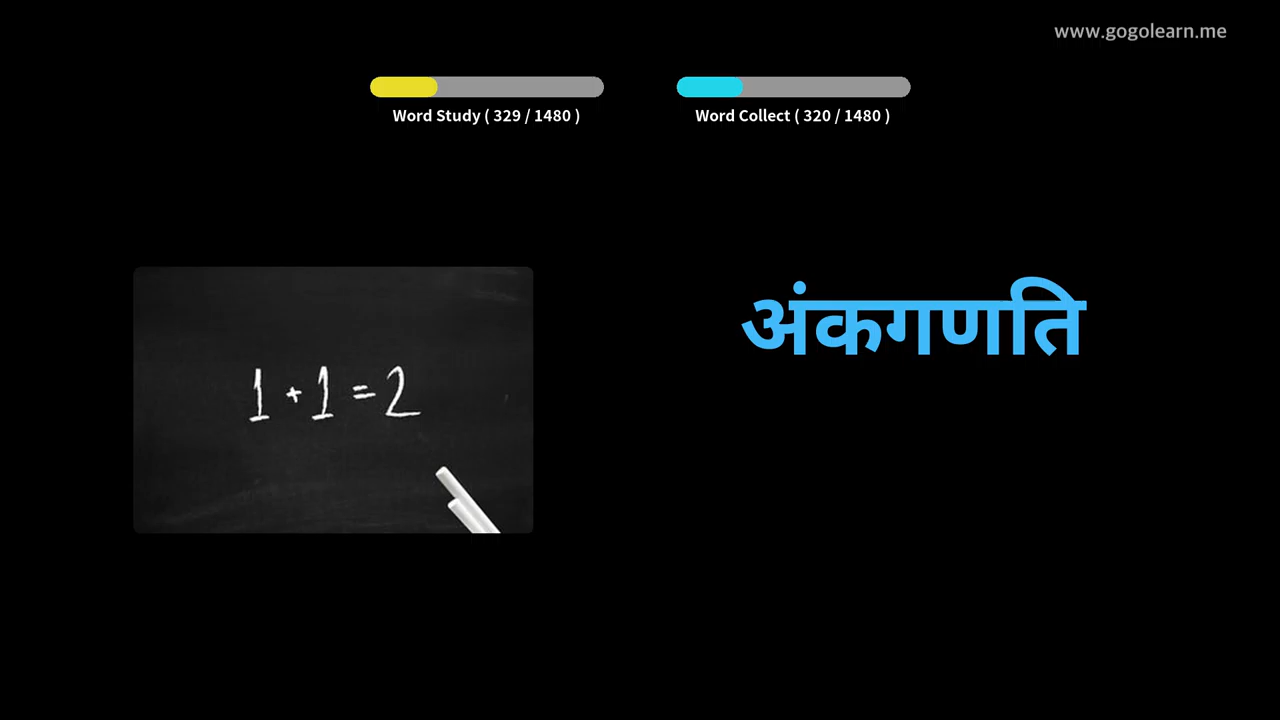 www.gogolearn.me
Word Study ( 329 / 1480 )
Word Collect ( 320 / 1480 )
अंकगणति
1 + 1 = 2